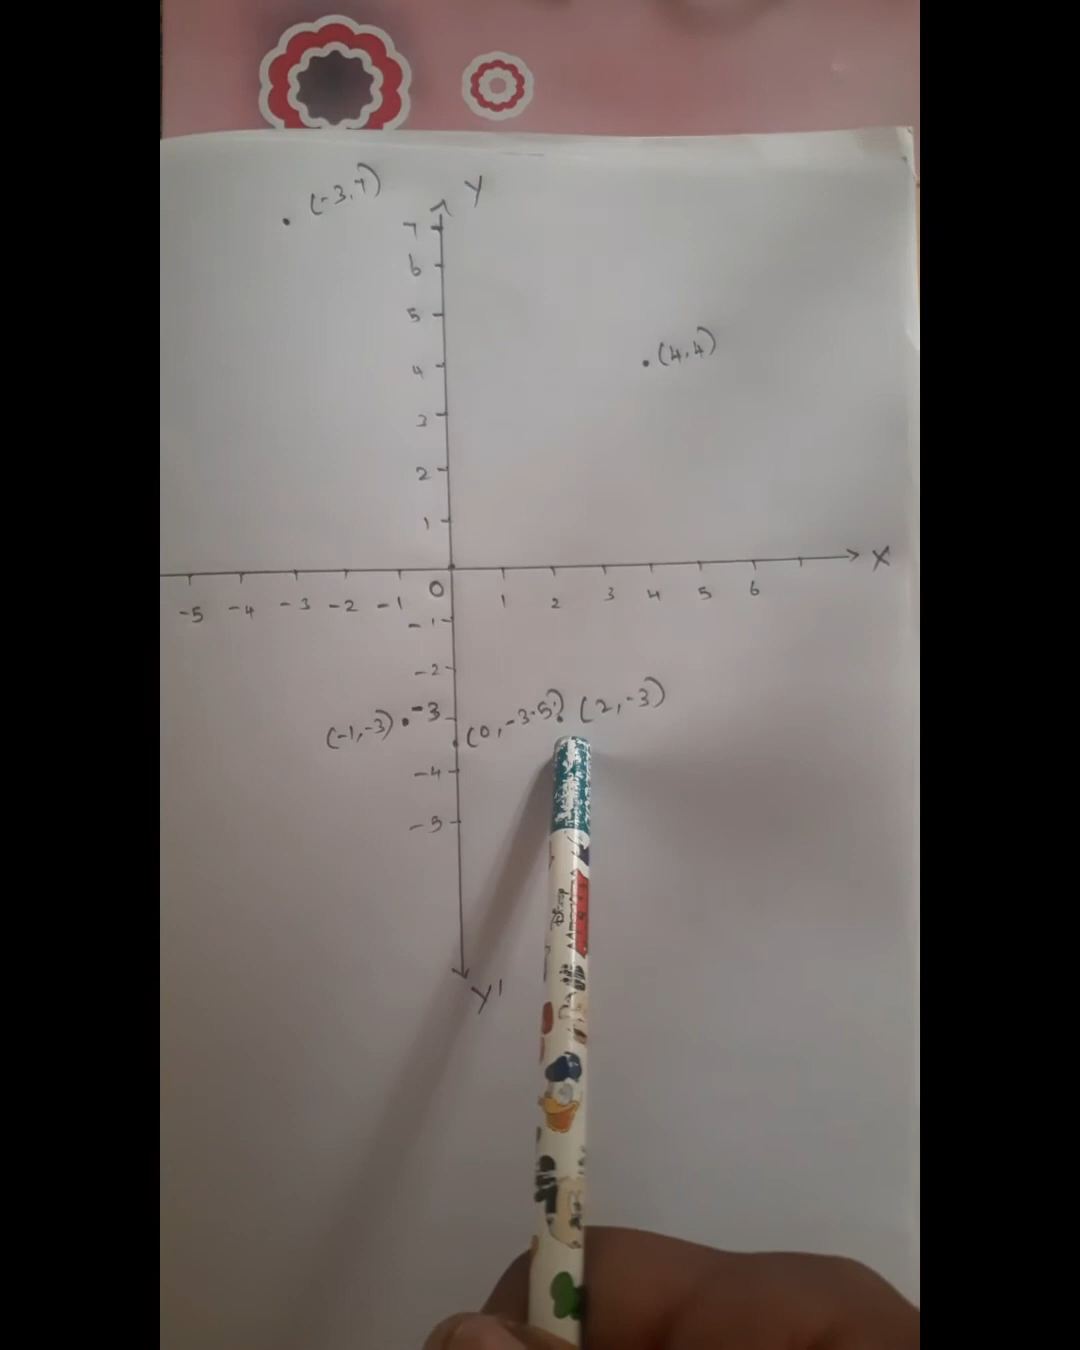 (-3,7)
Y
7
6
5
(4,4)
4
3
2
1
X
-5 -4 -3 -2 -1 0 1 2 3 4 5 6
-1
-2
(-1,-3) -3 (0,-3.5) (2,-3)
-4
-5
Y'
Disney